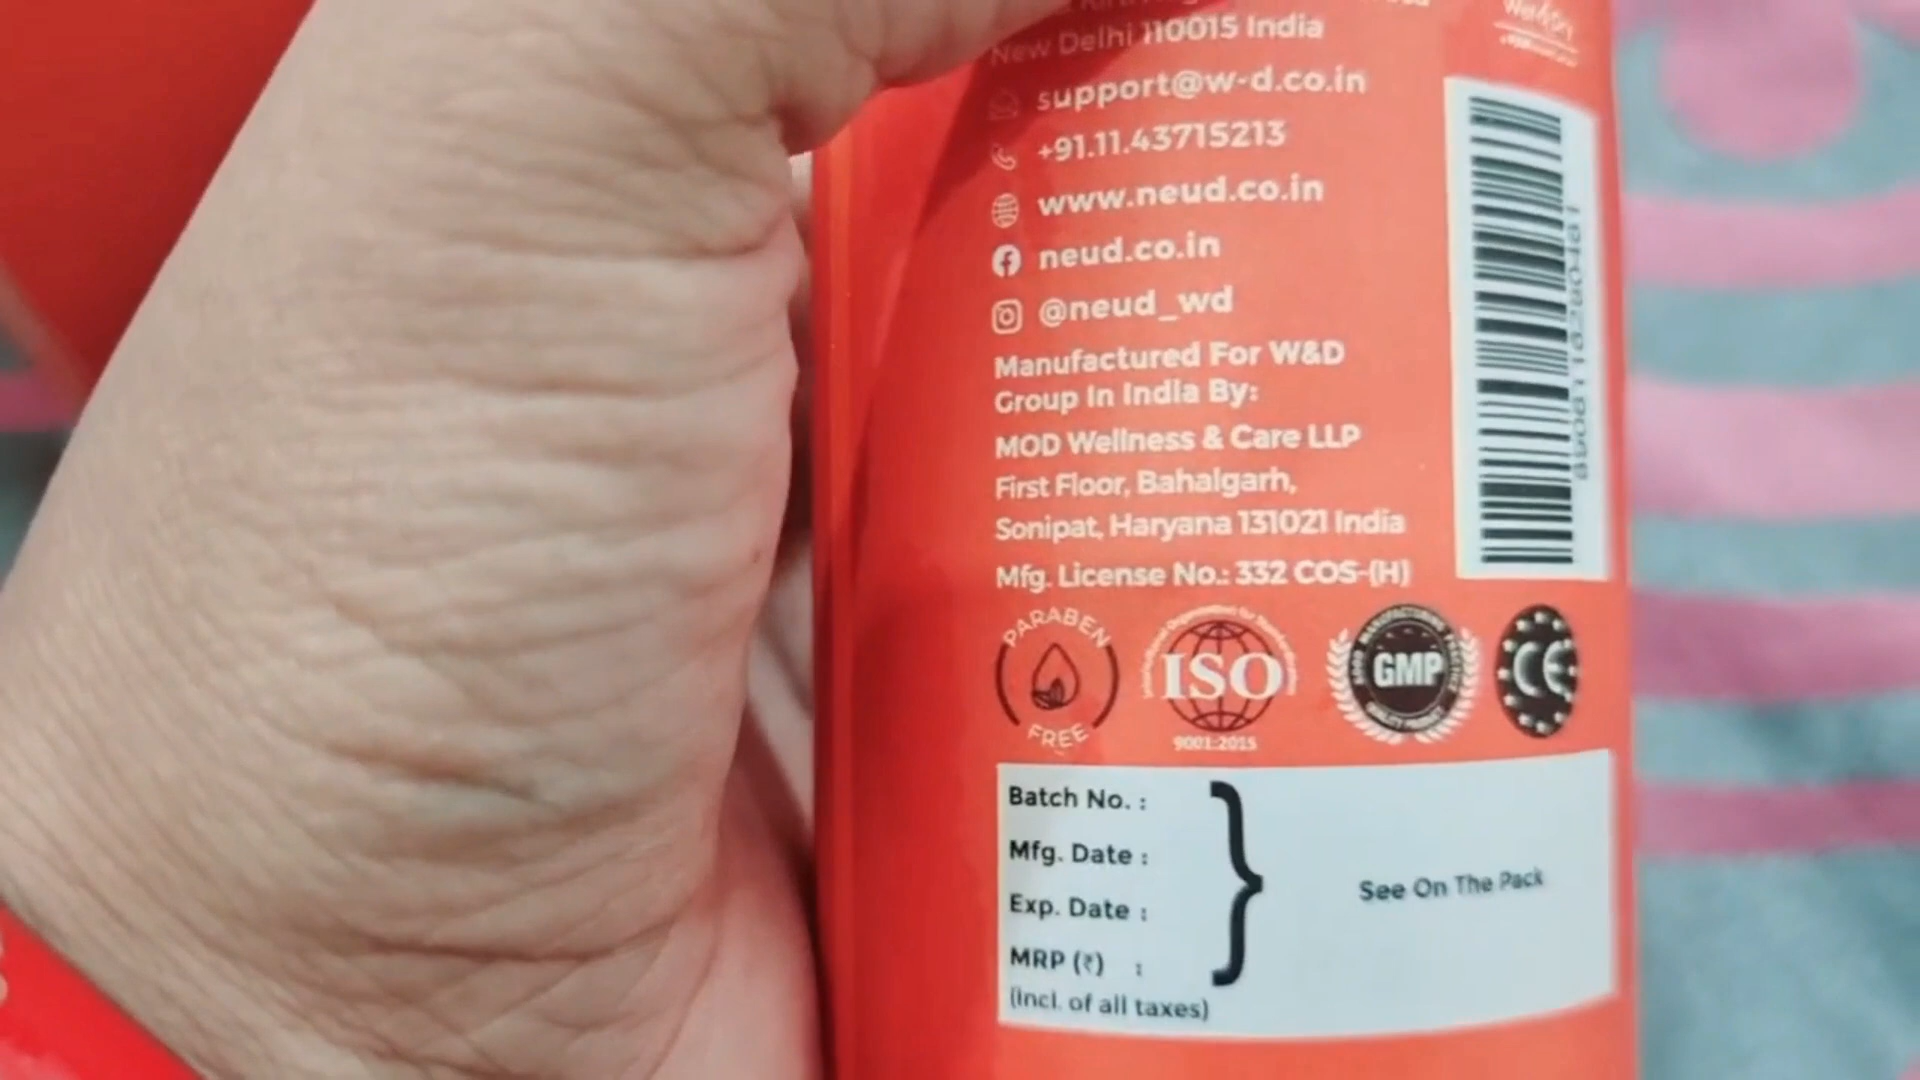 New Delhi 110015 India
support@w-d.co.in
+91.11.43715213
www.neud.co.in
neud.co.in
@neud_wd
Manufactured For W&D
Group In India By:
MOD Wellness & Care LLP
First Floor, Bahalgarh,
Sonipat, Haryana 131021 India
Mfg. License No.: 332 COS-(H)
PARABEN
FREE
ISO
9001:2015
GMP
CE
Batch No. :
Mfg. Date :
Exp. Date :
MRP (₹) :
(Incl. of all taxes)
See On The Pack